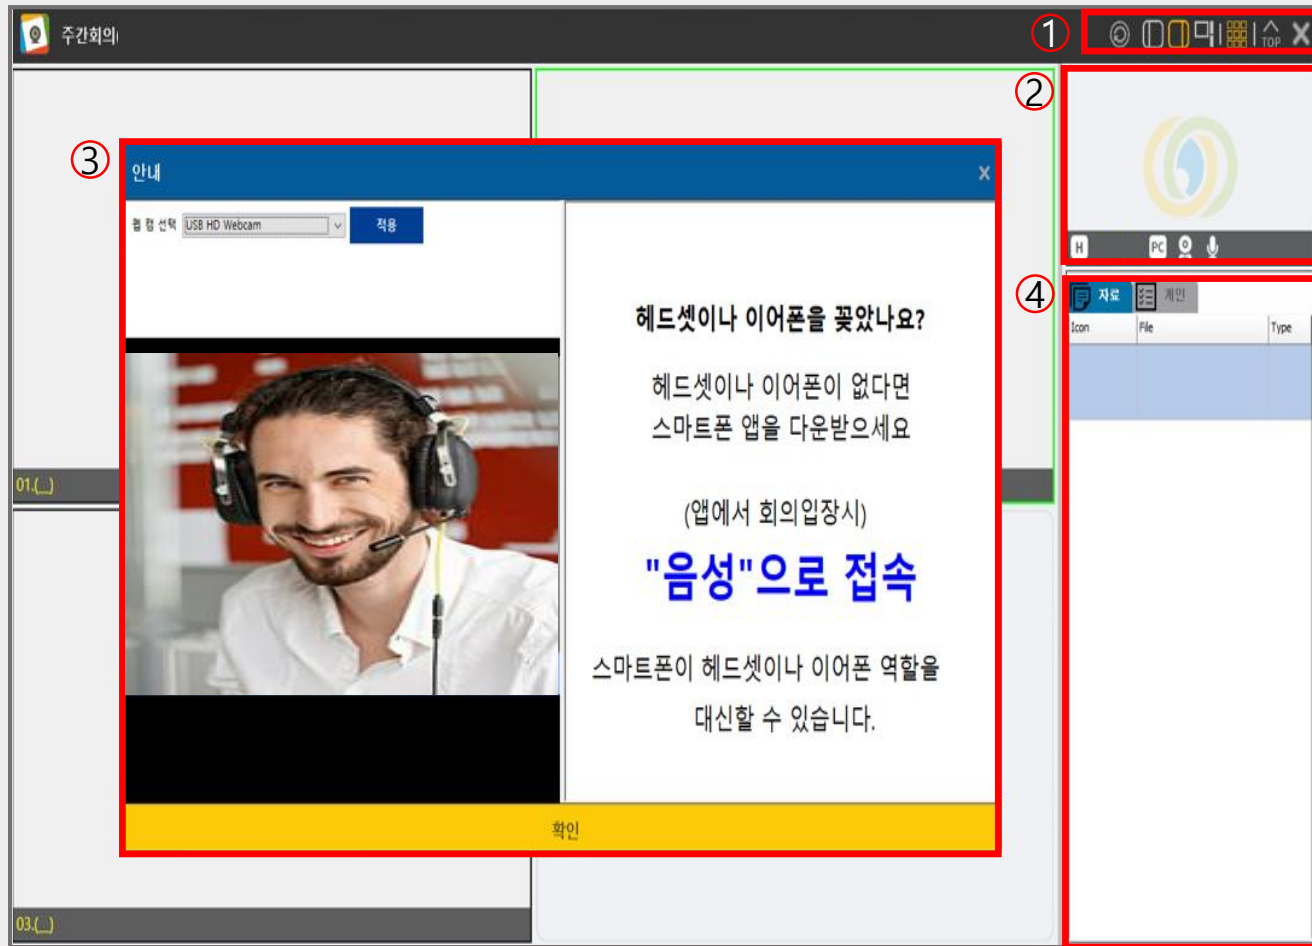 주간회의
①
TOP
②
H
PC
③
안내
X
웹 캠 선택
USB HD Webcam
적용
헤드셋이나 이어폰을 꽂았나요?
헤드셋이나 이어폰이 없다면
스마트폰 앱을 다운받으세요
(앱에서 회의입장시)
"음성"으로 접속
스마트폰이 헤드셋이나 이어폰 역할을
대신할 수 있습니다.
확인
④
자료
개인
Icon File Type
01.(__)
03.(__)